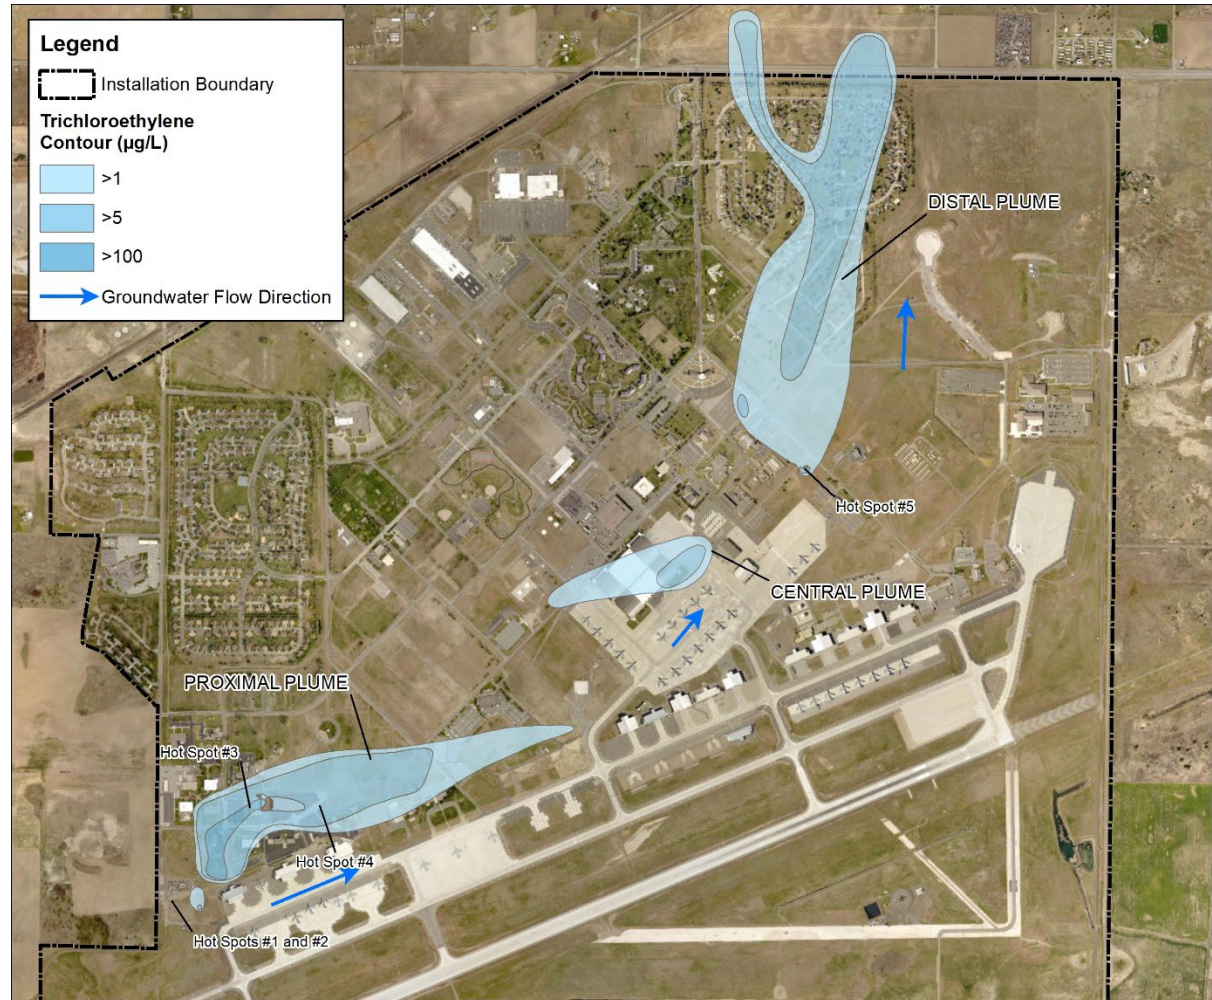 Legend
Installation Boundary
Trichloroethylene
Contour (µg/L)
>1
>5
>100
Groundwater Flow Direction
DISTAL PLUME
Hot Spot #5
CENTRAL PLUME
PROXIMAL PLUME
Hot Spot #3
Hot Spot #4
Hot Spots #1 and #2